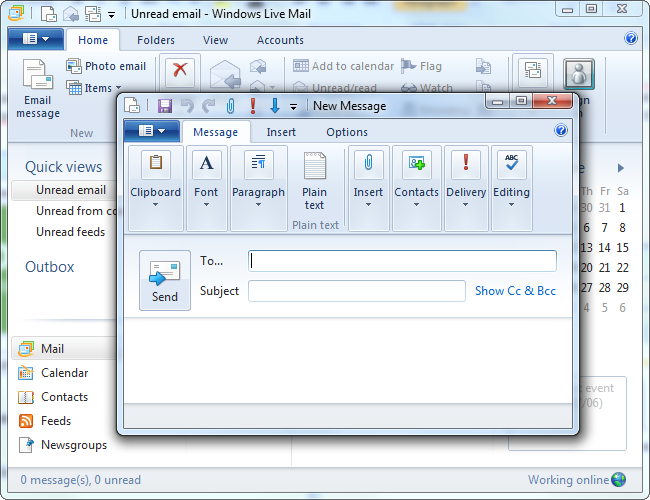 Unread email - Windows Live Mail
Home Folders View Accounts
Email message
Photo email
Items
New
Add to calendar
Unread/read
Flag
Watch
New Message
Message Insert Options
Clipboard
Font
Paragraph
Plain text
Plain text
Insert
Contacts
Delivery
Editing
To...
Send
Subject
Show Cc & Bcc
Quick views
Unread email
Unread from co
Unread feeds
Outbox
Mail
Calendar
Contacts
Feeds
Newsgroups
Th Fr Sa
30 31 1
6 7 8
13 14 15
20 21 22
27 28 29
4 5 6
event
/06)
0 message(s), 0 unread
Working online